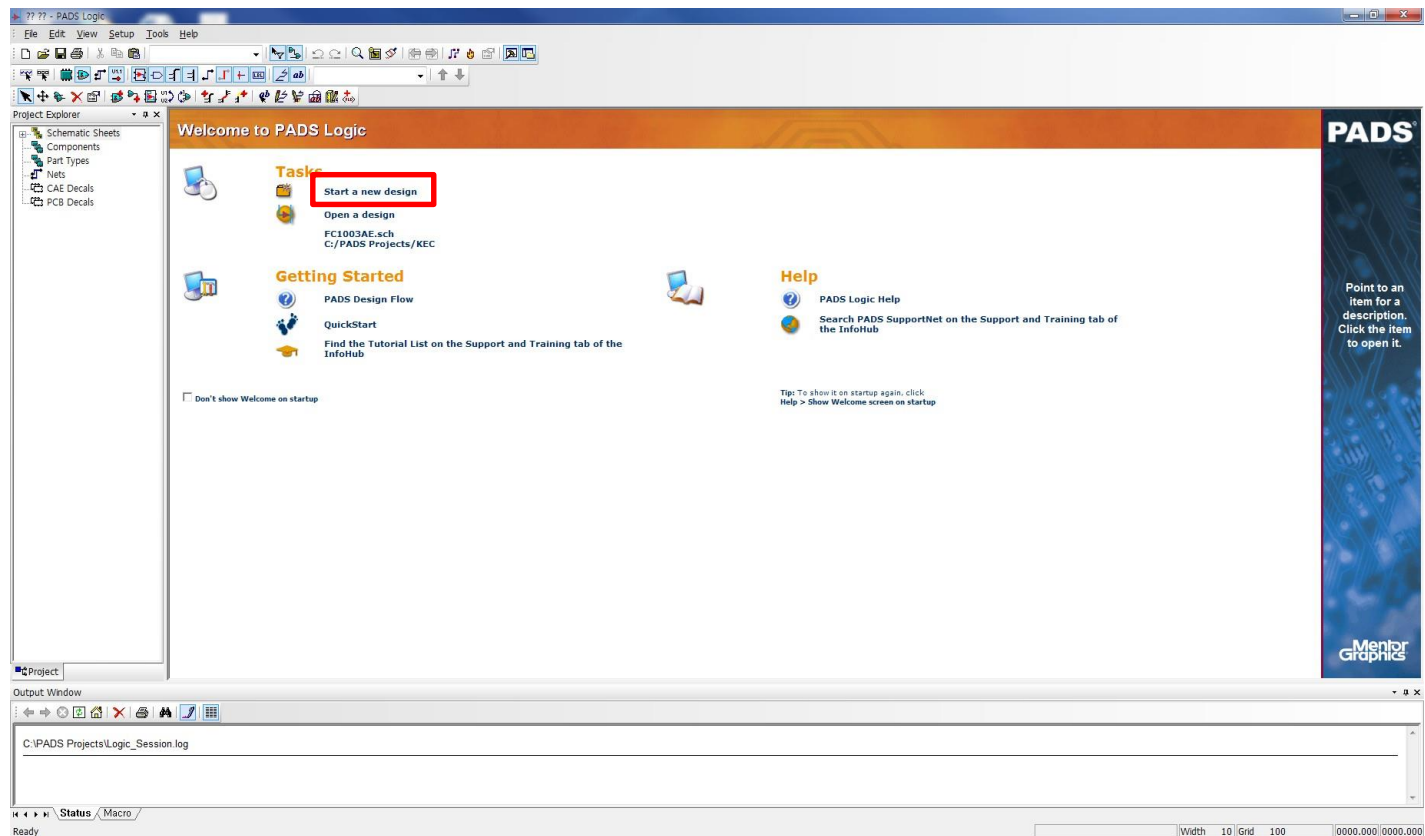 ?? ?? - PADS Logic
File Edit View Setup Tools Help
ab
Project Explorer
Schematic Sheets
Components
Part Types
Nets
CAE Decals
PCB Decals
Project
Welcome to PADS Logic
Tasks
Start a new design
Open a design
FC1003AE.sch
C:/PADS Projects/KEC
Getting Started
PADS Design Flow
QuickStart
Find the Tutorial List on the Support and Training tab of the
InfoHub
Don't show Welcome on startup
Help
PADS Logic Help
Search PADS SupportNet on the Support and Training tab of
the InfoHub
Tip: To show it on startup again, click
Help > Show Welcome screen on startup
PADS®
Point to an
item for a
description.
Click the item
to open it.
Mentor
Graphics
Output Window
C:\PADS Projects\Logic_Session.log
Status Macro
Ready
Width 10 Grid 100 0000.000 0000.000